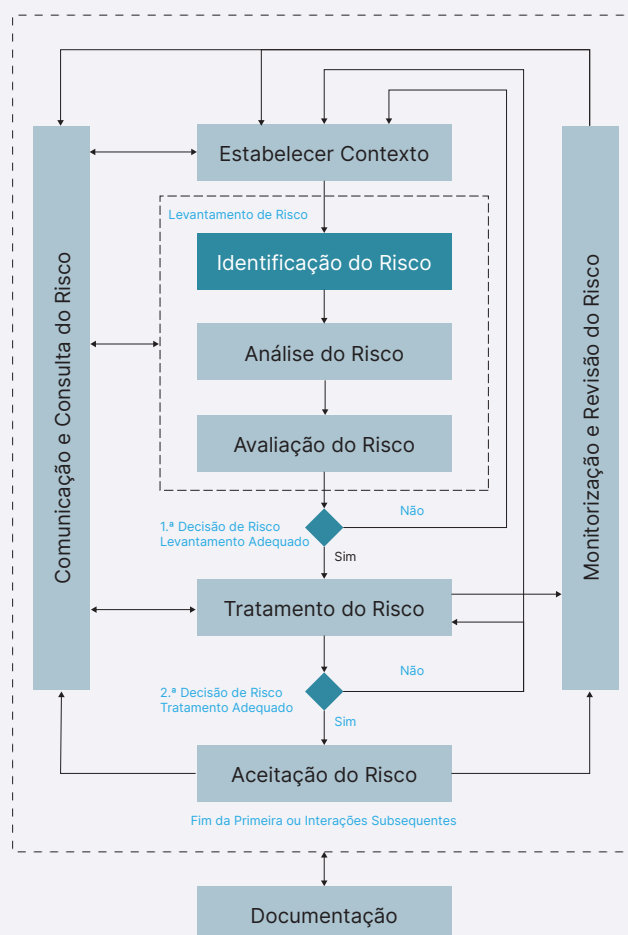 Estabelecer Contexto
Levantamento de Risco
Identificação do Risco
Análise do Risco
Avaliação do Risco
Comunicação e Consulta do Risco
Monitorização e Revisão do Risco
1.ª Decisão de Risco
Levantamento Adequado
Não
Sim
Tratamento do Risco
2.ª Decisão de Risco
Tratamento Adequado
Não
Sim
Aceitação do Risco
Fim da Primeira ou Interações Subsequentes
Documentação